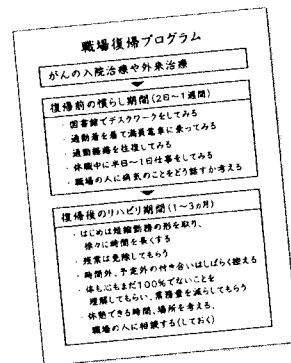 職場復帰プログラム
がんの入院治療や外来治療
復帰前の慣らし期間(2日～1週間)
・図書館でデスクワークをしてみる
・通勤着を着て満員電車に乗ってみる
・通勤経路を往復してみる
・休職中に半日～1日仕事をしてみる
・職場の人に病気のことをどう話すか考える
復帰後のリハビリ期間(1～3ヵ月)
・はじめは短縮勤務の形を取り、
徐々に時間を長くする
・残業は免除してもらう
・時間外、予定外の付き合いはしばらく控える
・体も心もまだ100%でないことを
理解してもらい、業務量を減らしてもらう
・休憩できる時間、場所を考える。
職場の人に相談する(しておく)